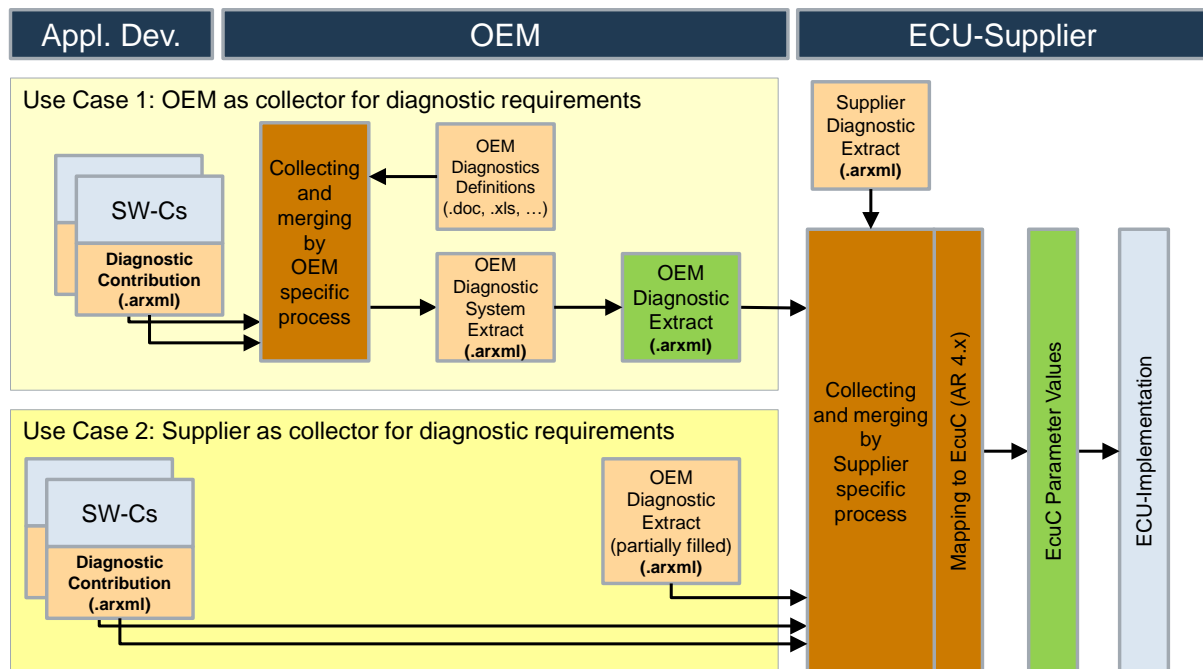 Appl. Dev.
OEM
ECU-Supplier
Use Case 1: OEM as collector for diagnostic requirements
SW-Cs
Diagnostic
Contribution
(.arxml)
Collecting
and
merging
by
OEM
specific
process
OEM
Diagnostics
Definitions
(.doc, .xls, …)
OEM
Diagnostic
System
Extract
(.arxml)
OEM
Diagnostic
Extract
(.arxml)
Supplier
Diagnostic
Extract
(.arxml)
Use Case 2: Supplier as collector for diagnostic requirements
SW-Cs
Diagnostic
Contribution
(.arxml)
OEM
Diagnostic
Extract
(partially filled)
(.arxml)
Collecting
and merging
by
Supplier
specific
process
Mapping to EcuC (AR 4.x)
EcuC Parameter Values
ECU-Implementation